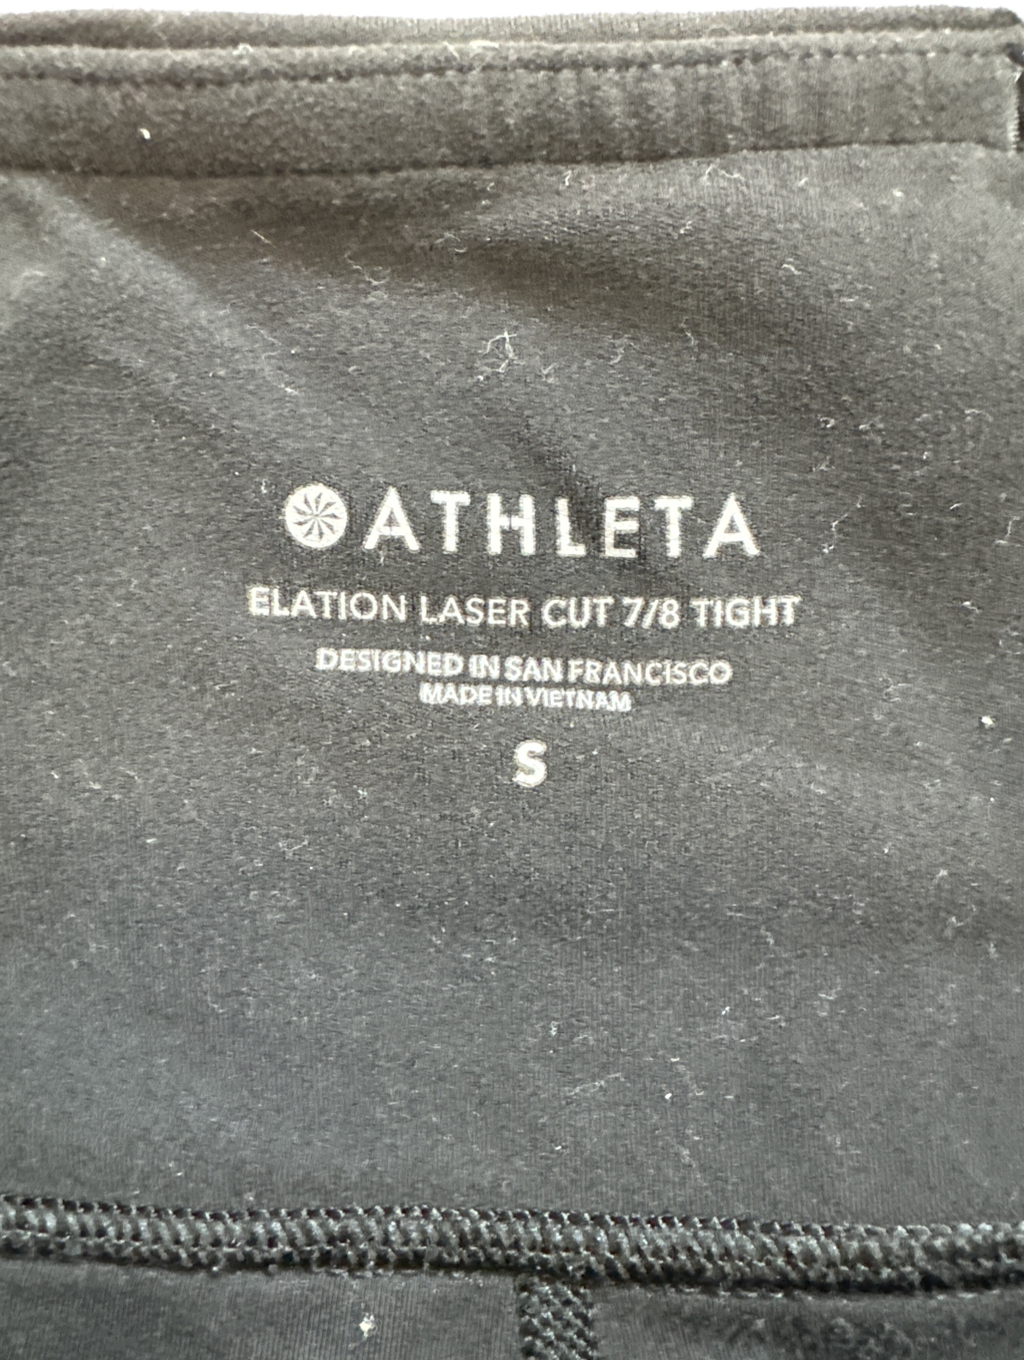 ATHLETA
ELATION LASER CUT 7/8 TIGHT
DESIGNED IN SAN FRANCISCO
MADE IN VIETNAM
S